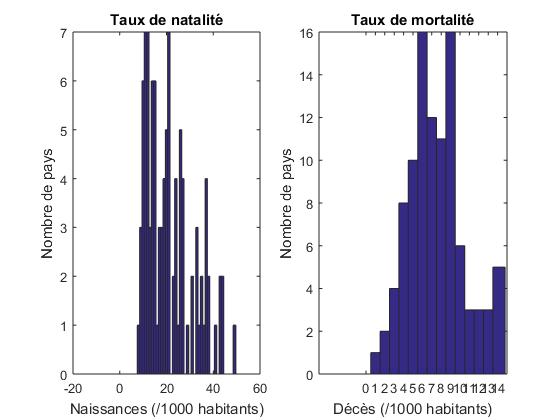 Taux de natalité
7
6
5
4
3
2
1
0
Nombre de pays
-20 0 20 40 60
Naissances (/1000 habitants)
Taux de mortalité
16
14
12
10
8
6
4
2
0
Nombre de pays
0 1 2 3 4 5 6 7 8 9 10 11 12 13 14
Décès (/1000 habitants)